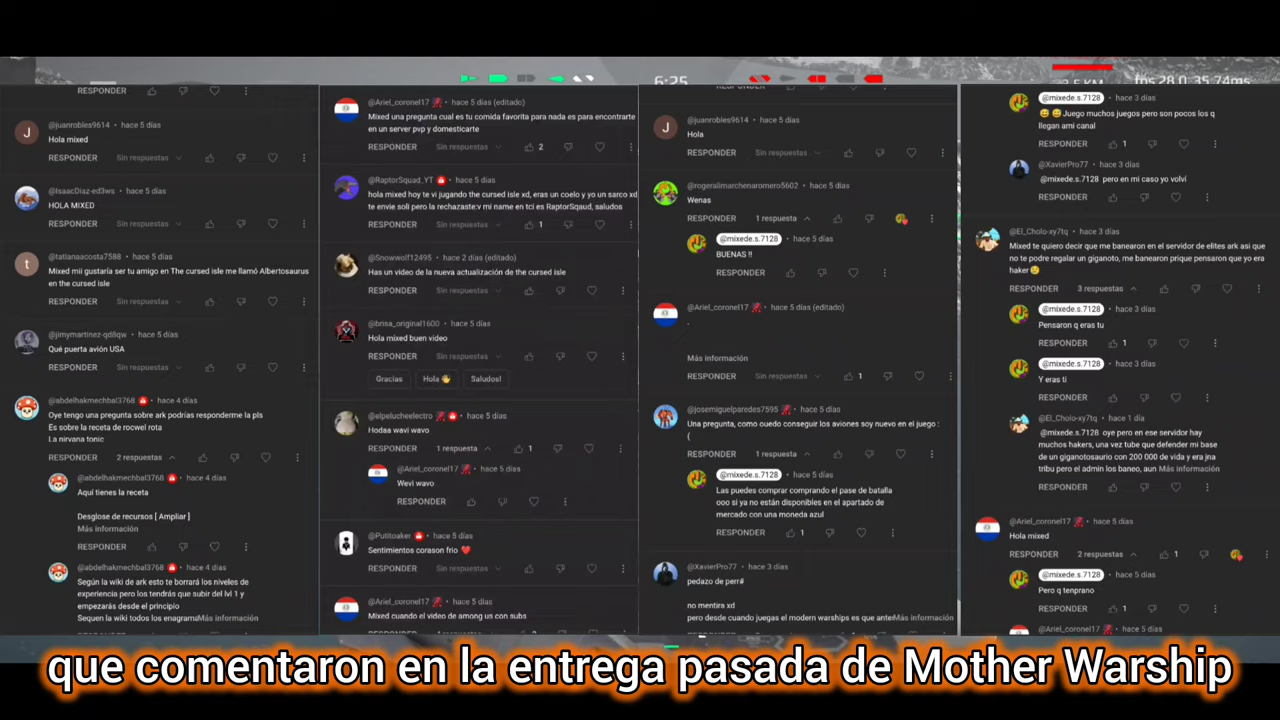 6:25
fps 28.0, 35.74ms
RESPONDER
@juanrobles9614 • hace 5 días
Hola mixed
RESPONDER Sin respuestas
@IsaacDiaz-ed3ws • hace 5 días
HOLA MIXED
RESPONDER Sin respuestas
@tatianaacosta7588 • hace 5 días
Mixed mii gustaría ser tu amigo en The cursed isle me llamó Albertosaurus
en the cursed isle
RESPONDER Sin respuestas
@jimymartinez-qd8qw • hace 5 días
Qué puerta avión USA
RESPONDER Sin respuestas
@abdelhakmechbal3768 • hace 4 días
Oye tengo una pregunta sobre ark podrías responderme la pls
Es sobre la receta de rocwel rota
La nirvana tonic
RESPONDER 2 respuestas
@abdelhakmechbal3768 • hace 4 días
Aquí tienes la receta
Desglose de recursos [ Ampliar ]
Más información
RESPONDER
@abdelhakmechbal3768 • hace 4 días
Según la wiki de ark esto te borrará los niveles de
experiencia pero los tendrás que subir del lvl 1 y
empezarás desde el principio
Sequen la wiki todos los enagramaMás información
@Ariel_coronel17 • hace 5 días (editado)
Mixed una pregunta cual es tu comida favorita para nada es para encontrarte
en un server pvp y domesticarte
RESPONDER Sin respuestas 2
@RaptorSquad_YT • hace 5 días
hola mixed hoy te vi jugando the cursed isle xd, eras un coelo y yo un sarco xd,
te envie soli pero la rechazaste:v mi name en tci es RaptorSqaud, saludos
RESPONDER Sin respuestas 1
@Snowwolf12495 • hace 2 días (editado)
Has un video de la nueva actualización de the cursed isle
RESPONDER Sin respuestas
@brisa_original1600 • hace 5 días
Hola mixed buen video
RESPONDER Sin respuestas
Gracias Hola 👋 Saludos!
@elpelucheelectro • hace 5 días
Hodaa wavi wavo
RESPONDER 1 respuesta 1
@Ariel_coronel17 • hace 5 días
Wevi wavo
RESPONDER
@Putitoaker • hace 5 días
Sentimientos corason frio ❤️
RESPONDER Sin respuestas
@Ariel_coronel17 • hace 5 días
Mixed cuando el video de among us con subs
@juanrobles9614 • hace 5 días
Hola
RESPONDER Sin respuestas
@rogeralimarchenaromero5602 • hace 5 días
Wenas
RESPONDER 1 respuesta
@mixede.s.7128 • hace 5 días
BUENAS !!
RESPONDER
@Ariel_coronel17 • hace 5 días (editado)
.
Más información
RESPONDER Sin respuestas 1
@josemiguelparedes7595 • hace 5 días
Una pregunta, como ouedo conseguir los aviones soy nuevo en el juego :
(
RESPONDER 1 respuesta
@mixede.s.7128 • hace 5 días
Las puedes comprar comprando el pase de batalla
ooo si ya no están disponibles en el apartado de
mercado con una moneda azul
RESPONDER 1
@XavierPro77 • hace 3 días
pedazo de perr#
no mentira xd
pero desde cuando juegas el modern warships es que anteMás información
@mixede.s.7128 • hace 3 días
😅 😅Juego muchos juegos pero son pocos los q
llegan ami canal
RESPONDER 1
@XavierPro77 • hace 3 días
@mixede.s.7128 pero en mi caso yo volví
RESPONDER
@El_Cholo-xy7tq • hace 3 días
Mixed te quiero decir que me banearon en el servidor de elites ark asi que
no te podre regalar un giganoto, me banearon prique pensaron que yo era
haker😥
RESPONDER 3 respuestas
@mixede.s.7128 • hace 3 días
Pensaron q eras tu
RESPONDER 1
@mixede.s.7128 • hace 3 días
Y eras ti
RESPONDER
@El_Cholo-xy7tq • hace 1 día
@mixede.s.7128 oye pero en ese servidor hay
muchos hakers, una vez tube que defender mi base
de un giganotosaurio con 200 000 de vida y era jna
tribu pero el admin los baneo, aun Más información
RESPONDER
@Ariel_coronel17 • hace 5 días
Hola mixed
RESPONDER 2 respuestas 1
@mixede.s.7128 • hace 5 días
Pero q tenprano
RESPONDER 1
@Ariel_coronel17 • hace 5 días
que comentaron en la entrega pasada de Mother Warship